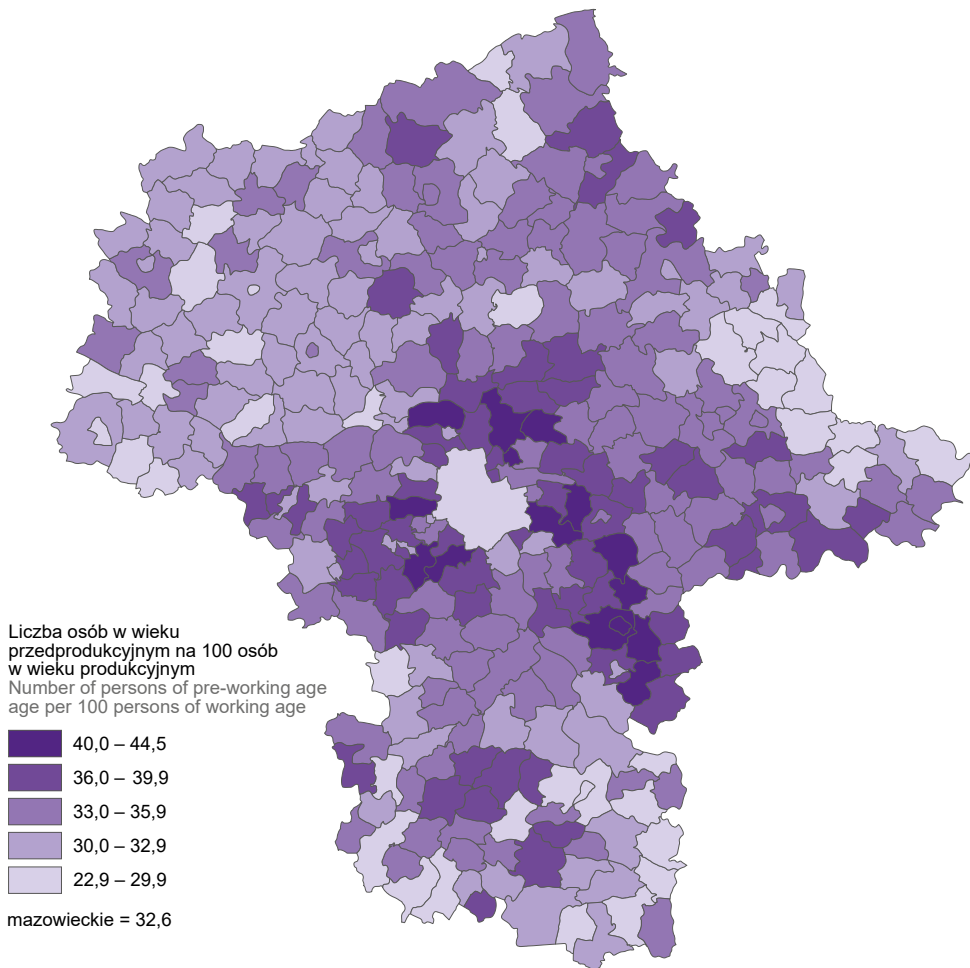 Liczba osób w wieku
przedprodukcyjnym na 100 osób
w wieku produkcyjnym
Number of persons of pre-working age
age per 100 persons of working age
40,0 – 44,5
36,0 – 39,9
33,0 – 35,9
30,0 – 32,9
22,9 – 29,9
mazowieckie = 32,6